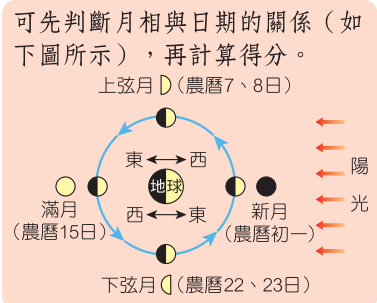 可先判斷月相與日期的關係（如
下圖所示），再計算得分。
上弦月（農曆7、8日）
東 西
地球
西 東
滿月
（農曆15日）
新月
（農曆初一）
陽光
下弦月（農曆22、23日）